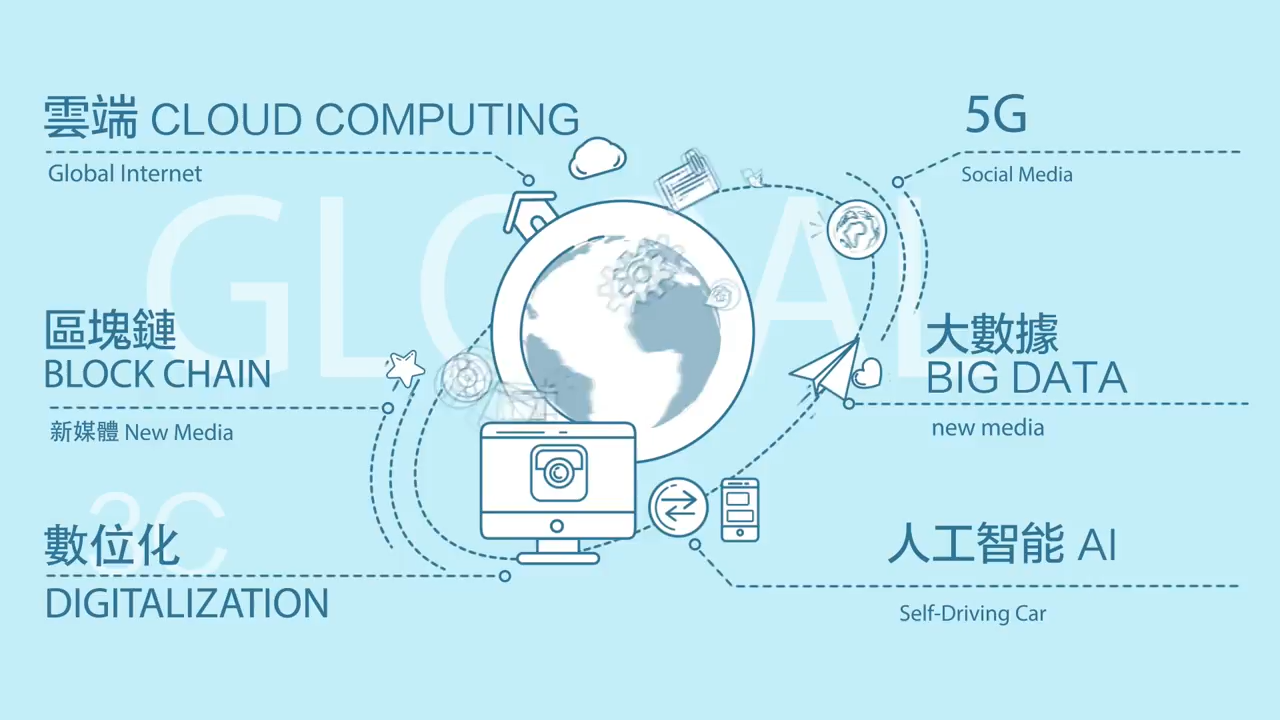 雲端 CLOUD COMPUTING
Global Internet
5G
Social Media
GLOBAL
區塊鏈
BLOCK CHAIN
新媒體 New Media
大數據
BIG DATA
new media
3C
數位化
DIGITALIZATION
人工智能 AI
Self-Driving Car